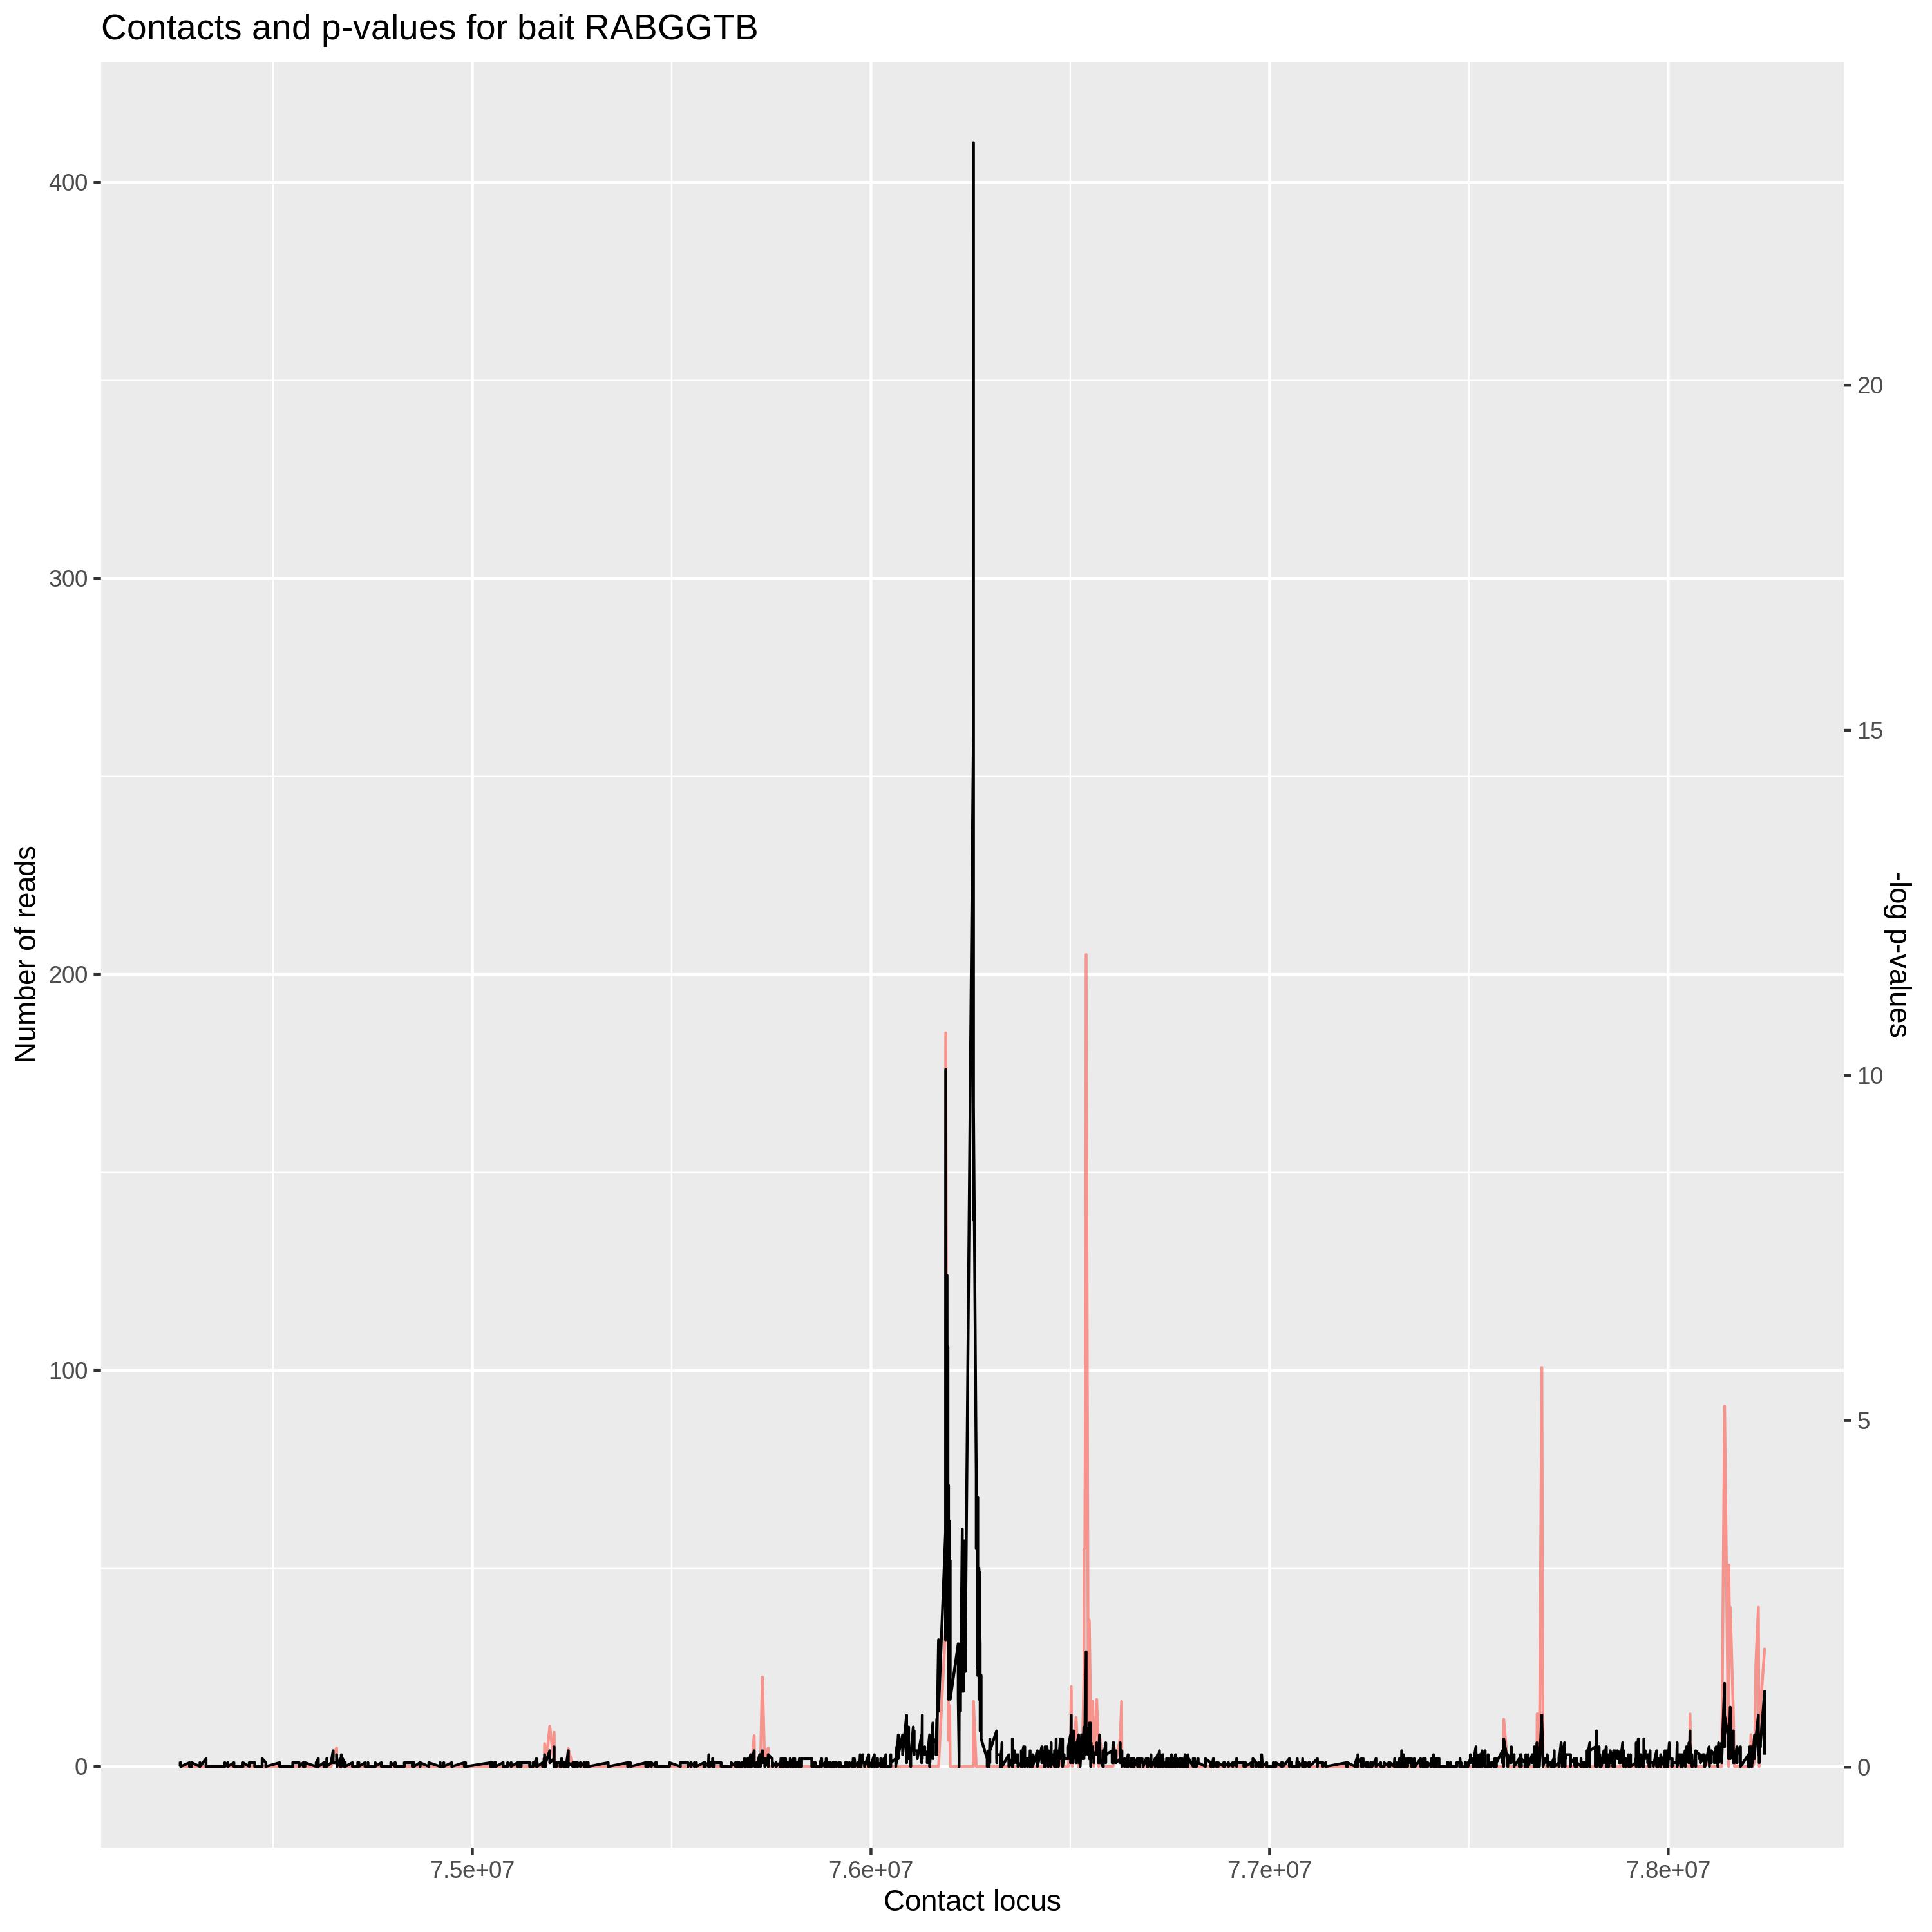 Contacts and p-values for bait RABGGTB
400
300
200
100
0
Number of reads
20
15
10
5
0
-log p-values
7.5e+07 7.6e+07 7.7e+07 7.8e+07
Contact locus